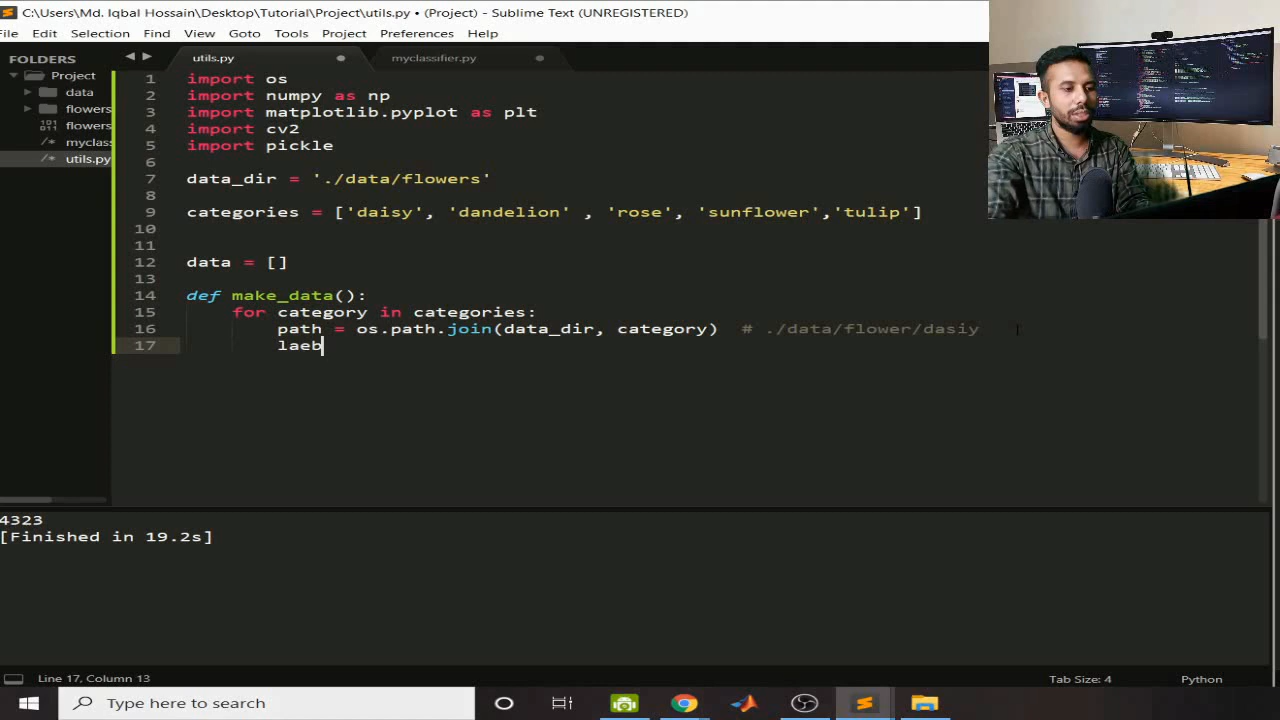 C:\Users\Md. Iqbal Hossain\Desktop\Tutorial\Project\utils.py • (Project) - Sublime Text (UNREGISTERED)
File Edit Selection Find View Goto Tools Project Preferences Help
FOLDERS
Project
data
flowers
flowers
myclass
utils.py
utils.py
myclassifier.py
1 import os
2 import numpy as np
3 import matplotlib.pyplot as plt
4 import cv2
5 import pickle
6
7 data_dir = './data/flowers'
8
9 categories = ['daisy', 'dandelion' , 'rose', 'sunflower','tulip']
10
11
12 data = []
13
14 def make_data():
15 for category in categories:
16 path = os.path.join(data_dir, category) # ./data/flower/dasiy
17 laeb
4323
[Finished in 19.2s]
Line 17, Column 13
Tab Size: 4
Python
Type here to search